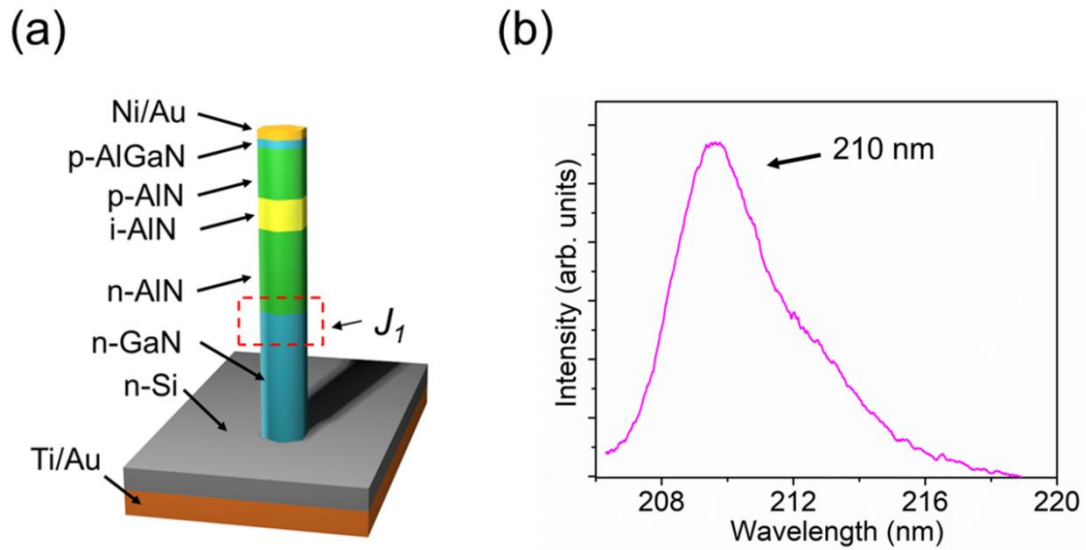 (a)
Ni/Au
p-AlGaN
p-AlN
i-AlN
n-AlN
J1
n-GaN
n-Si
Ti/Au
(b)
210 nm
Intensity (arb. units)
208 212 216 220
Wavelength (nm)